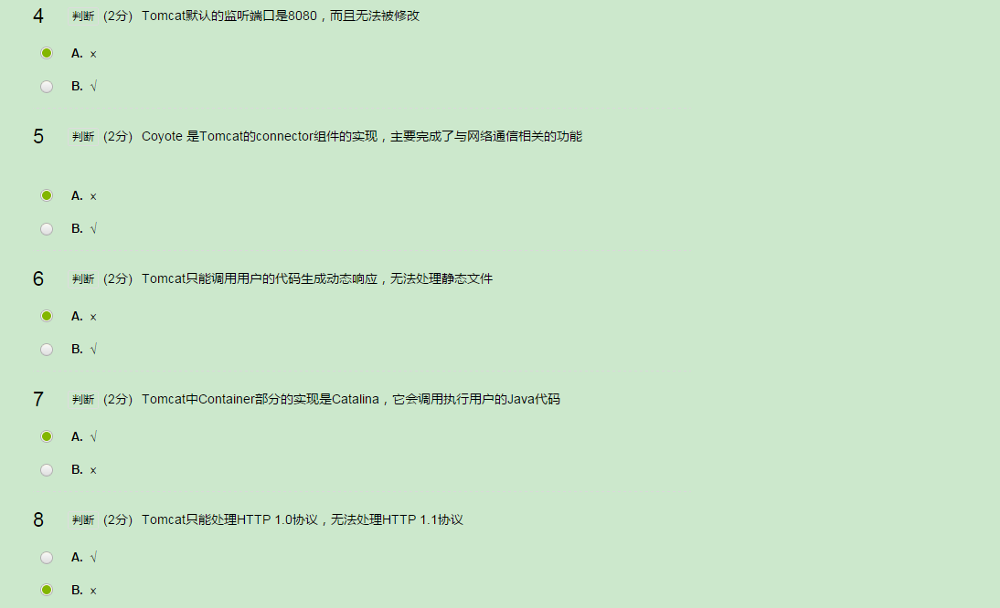 4 判断 (2分) Tomcat默认的监听端口是8080，而且无法被修改
A. ×
B. √
5 判断 (2分) Coyote 是Tomcat的connector组件的实现，主要完成了与网络通信相关的功能
A. ×
B. √
6 判断 (2分) Tomcat只能调用用户的代码生成动态响应，无法处理静态文件
A. ×
B. √
7 判断 (2分) Tomcat中Container部分的实现是Catalina，它会调用执行用户的Java代码
A. √
B. ×
8 判断 (2分) Tomcat只能处理HTTP 1.0协议，无法处理HTTP 1.1协议
A. √
B. ×